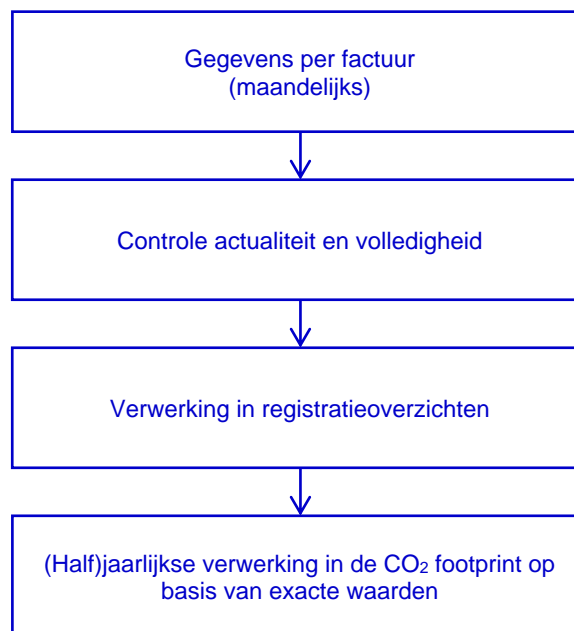 Gegevens per factuur
(maandelijks)
Controle actualiteit en volledigheid
Verwerking in registratieoverzichten
(Half)jaarlijkse verwerking in de CO₂ footprint op
basis van exacte waarden